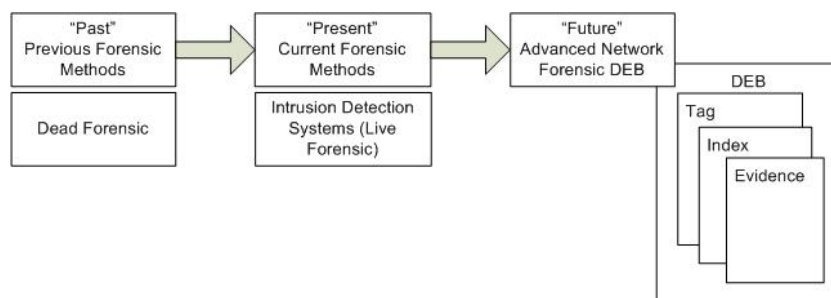 "Past"
Previous Forensic
Methods
Dead Forensic
"Present"
Current Forensic
Methods
Intrusion Detection
Systems (Live
Forensic)
"Future"
Advanced Network
Forensic DEB
DEB
Tag
Index
Evidence